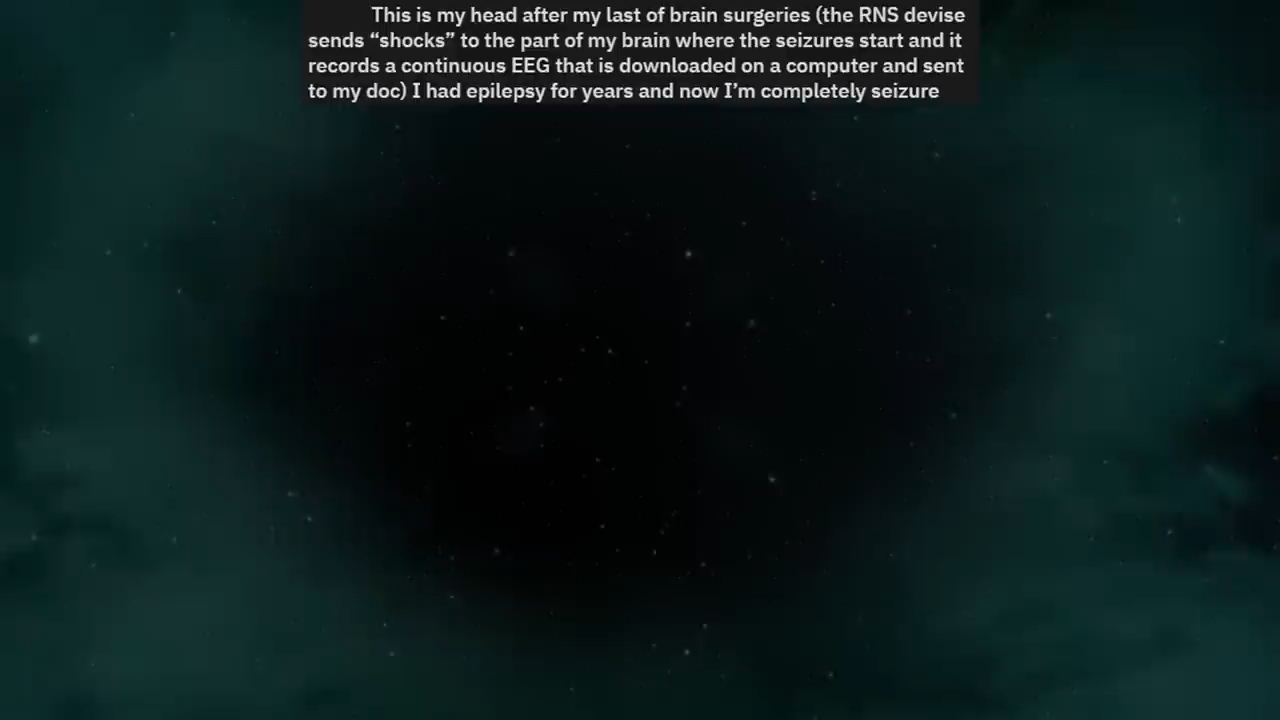 This is my head after my last of brain surgeries (the RNS devise
sends “shocks” to the part of my brain where the seizures start and it
records a continuous EEG that is downloaded on a computer and sent
to my doc) I had epilepsy for years and now I’m completely seizure